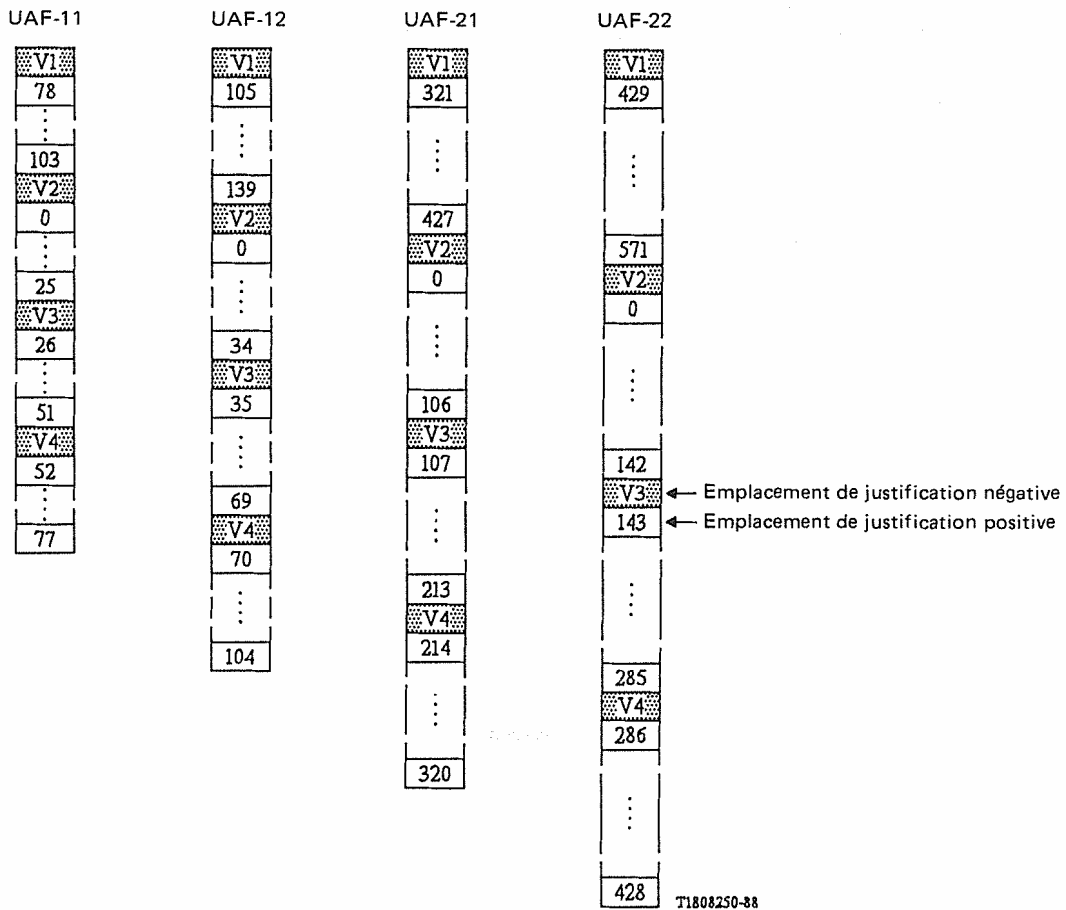 UAF-11
V1
78
103
V2
0
25
V3
26
51
V4
52
77
UAF-12
V1
105
139
V2
0
34
V3
35
69
V4
70
104
UAF-21
V1
321
427
V2
0
106
V3
107
213
V4
214
320
UAF-22
V1
429
571
V2
0
142
V3 Emplacement de justification négative
143 Emplacement de justification positive
285
V4
286
428
T1808250-88